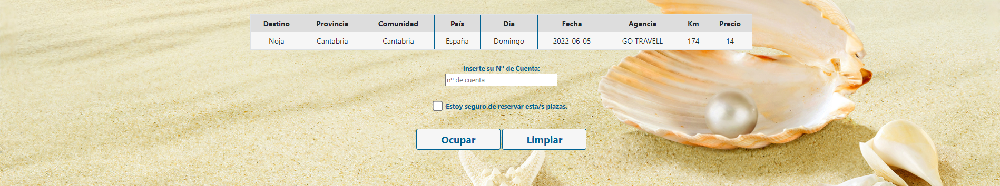 Destino Provincia Comunidad País Dia Fecha Agencia Km Precio
Noja Cantabria Cantabria España Domingo 2022-06-05 GO TRAVELL 174 14
Inserte su Nº de Cuenta:
nº de cuenta
Estoy seguro de reservar esta/s plazas.
Ocupar Limpiar